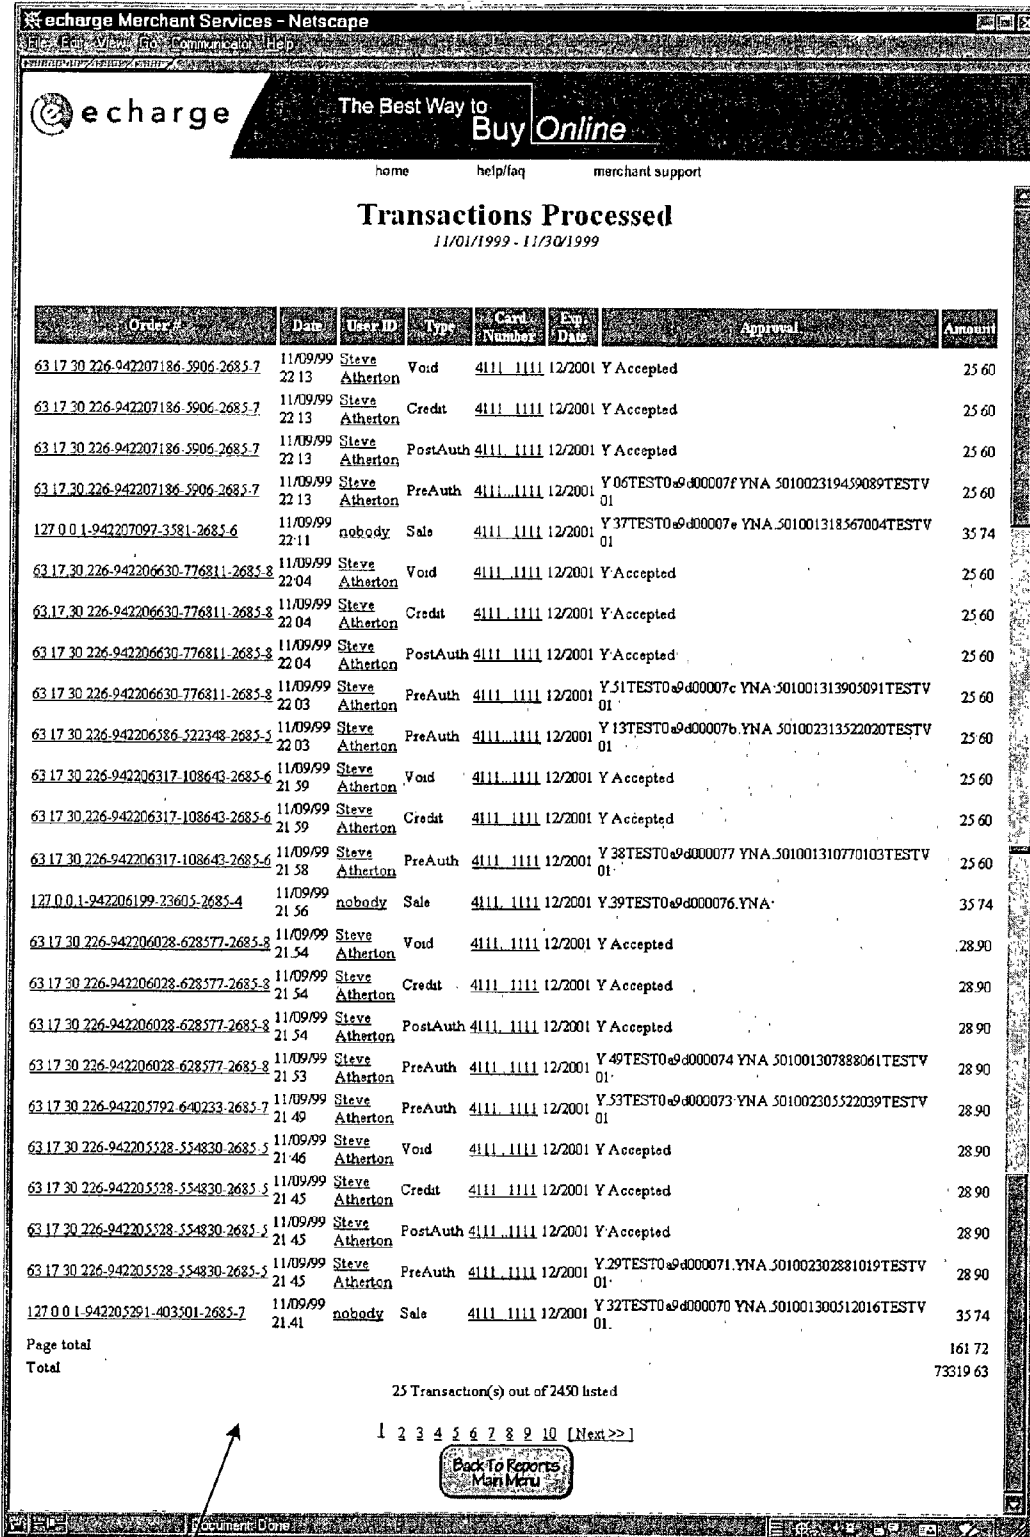 echarge Merchant Services - Netscape
File Edit View Go Communicator Help
echarge
The Best Way to
Buy Online
home help/faq merchant support
Transactions Processed
11/01/1999 - 11/30/1999
Order # Date User ID Type Card Number Exp. Date Approval Amount
63 17 30 226-942207186-5906-2685-7 11/09/99 22 13 Steve Atherton Void 4111 1111 12/2001 Y Accepted 25 60
63 17 30 226-942207186-5906-2685-7 11/09/99 22 13 Steve Atherton Credit 4111 1111 12/2001 Y Accepted 25 60
63 17 30 226-942207186-5906-2685-7 11/09/99 22 13 Steve Atherton PostAuth 4111. 1111 12/2001 Y Accepted 25 60
63 17.30 226-942207186-5906-2685-7 11/09/99 22 13 Steve Atherton PreAuth 4111...1111 12/2001 Y 06TEST0a9d00007f YNA. 501002319459089TESTV 01 25 60
127 0 0 1-942207097-3581-2685-6 11/09/99 22:11 nobody Sale 4111 1111 12/2001 Y 37TEST0a9d00007e YNA.501001318567004TESTV 01 35 74
63 17.30 226-942206630-776811-2685-8 11/09/99 22 04 Steve Atherton Void 4111 .1111 12/2001 Y Accepted 25 60
63.17.30 226-942206630-776811-2685-8 11/09/99 22 04 Steve Atherton Credit 4111 1111 12/2001 Y Accepted 25 60
63 17 30 226-942206630-776811-2685-8 11/09/99 22 04 Steve Atherton PostAuth 4111 1111 12/2001 Y Accepted 25 60
63 17 30 226-942206630-776811-2685-8 11/09/99 22 03 Steve Atherton PreAuth 4111 1111 12/2001 Y.51TEST0a9d00007c YNA 501001313905091TESTV 01 25 60
63 17 30 226-942206586-522348-2685-5 11/09/99 22 03 Steve Atherton PreAuth 4111...1111 12/2001 Y 13TEST0a9d00007b.YNA 501002313522020TESTV 01 25 60
63 17 30 226-942206317-108643-2685-6 11/09/99 21 59 Steve Atherton Void 4111...1111 12/2001 Y Accepted 25 60
63 17 30 226-942206317-108643-2685-6 11/09/99 21 59 Steve Atherton Credit 4111 1111 12/2001 Y Accepted 25 60
63 17 30 226-942206317-108643-2685-6 11/09/99 21 58 Steve Atherton PreAuth 4111 1111 12/2001 Y 38TEST0a9d000077 YNA.501001310770103TESTV 01 25 60
127 0.0.1-942206199-23605-2685-4 11/09/99 21 56 nobody Sale 4111. 1111 12/2001 Y.39TEST0a9d000076.YNA 35 74
63 17 30 226-942206028-628577-2685-8 11/09/99 21.54 Steve Atherton Void 4111. 1111 12/2001 Y Accepted 28.90
63 17 30 226-942206028-628577-2685-8 11/09/99 21 54 Steve Atherton Credit 4111 1111 12/2001 Y Accepted 28 90
63 17 30 226-942206028-628577-2685-8 11/09/99 21 54 Steve Atherton PostAuth 4111. 1111 12/2001 Y Accepted 28 90
63 17 30 226-942206028-628577-2685-8 11/09/99 21 53 Steve Atherton PreAuth 4111 1111 12/2001 Y 49TEST0a9d000074 YNA 501001307888061TESTV 01 28 90
63 17 30 226-942205792-640233-2685-7 11/09/99 21 49 Steve Atherton PreAuth 4111. 1111 12/2001 Y.53TEST0a9d000073 YNA 501002305522039TESTV 01 28 90
63 17 30 226-942205528-554830-2685-5 11/09/99 21 46 Steve Atherton Void 4111 . 1111 12/2001 Y Accepted 28 90
63 17 30 226-942205528-554830-2685-5 11/09/99 21 45 Steve Atherton Credit 4111 1111 12/2001 Y Accepted 28 90
63 17 30 226-942205528-554830-2685-5 11/09/99 21 45 Steve Atherton PostAuth 4111 ..1111 12/2001 Y Accepted 28 90
63 17 30 226-942205528-554830-2685-5 11/09/99 21 45 Steve Atherton PreAuth 4111 1111 12/2001 Y.29TEST0a9d000071.YNA 501002302881019TESTV 01 28 90
127 0 0 1-942205291-403501-2685-7 11/09/99 21.41 nobody Sale 4111 1111 12/2001 Y 32TEST0a9d000070 YNA 501001300512016TESTV 01. 35 74
Page total 161 72
Total 73319 63
25 Transaction(s) out of 2450 listed
1 2 3 4 5 6 7 8 9 10 [Next >>]
Back To Reports
Main Menu
Document: Done